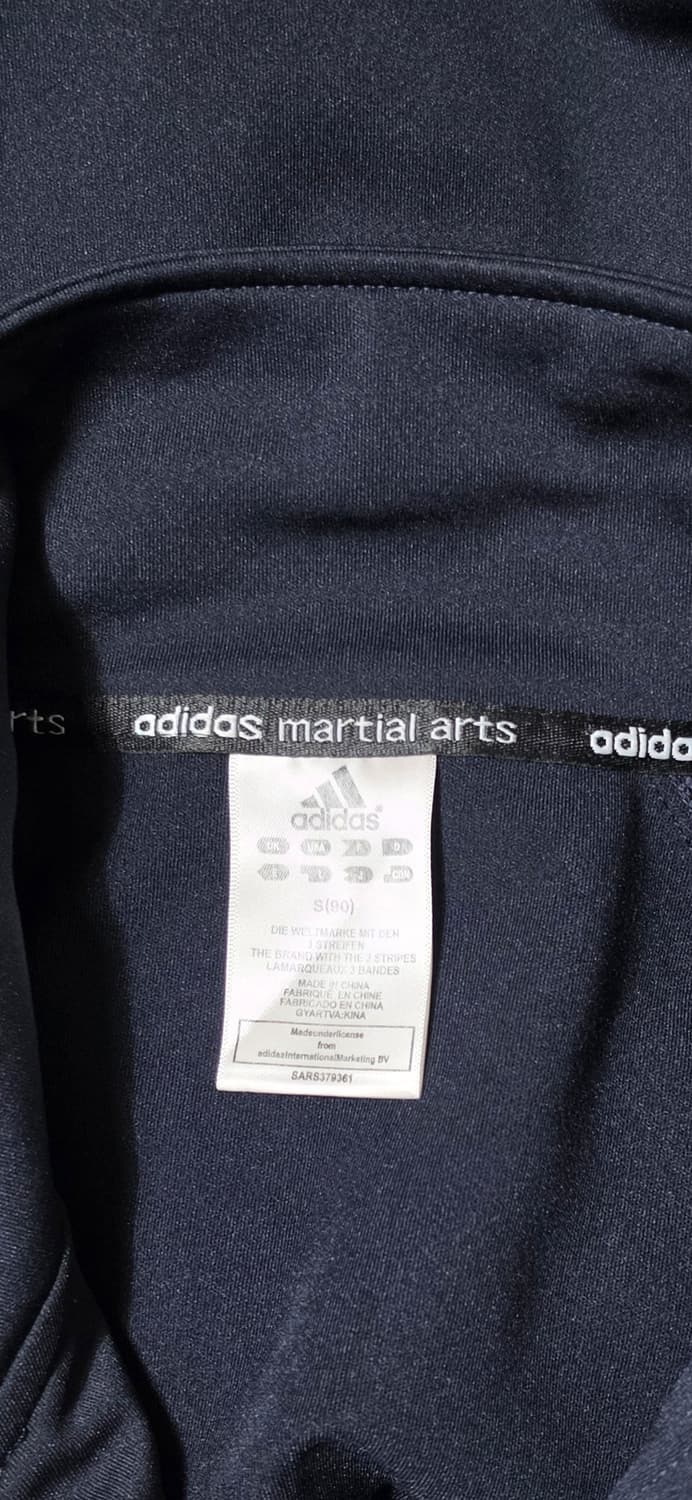 rts adidas martial arts adida
adidas
UK USA F D
S(90)
DIE WELTMARKE MIT DEN
3 STREIFEN
THE BRAND WITH THE 3 STRIPES
LAMARQUEAUX 3 BANDES
MADE IN CHINA
FABRIQUE EN CHINE
FABRICADO EN CHINA
GYARTVA:KINA
Madeunderlicense
from
adidasInternationalMarketing BV
SARS379361